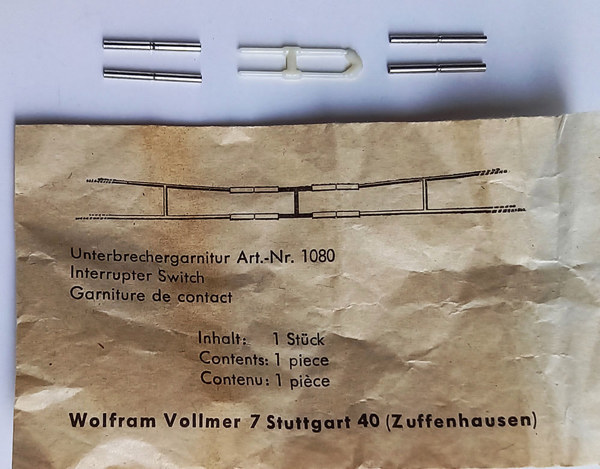 Unterbrechergarnitur Art.-Nr. 1080
Interrupter Switch
Garniture de contact
Inhalt: 1 Stück
Contents: 1 piece
Contenu: 1 pièce
Wolfram Vollmer 7 Stuttgart 40 (Zuffenhausen)